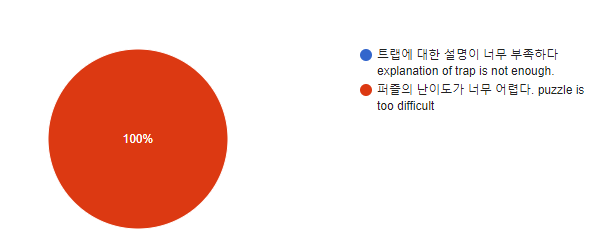 100%
트랩에 대한 설명이 너무 부족하다
explanation of trap is not enough.
퍼즐의 난이도가 너무 어렵다. puzzle is
too difficult